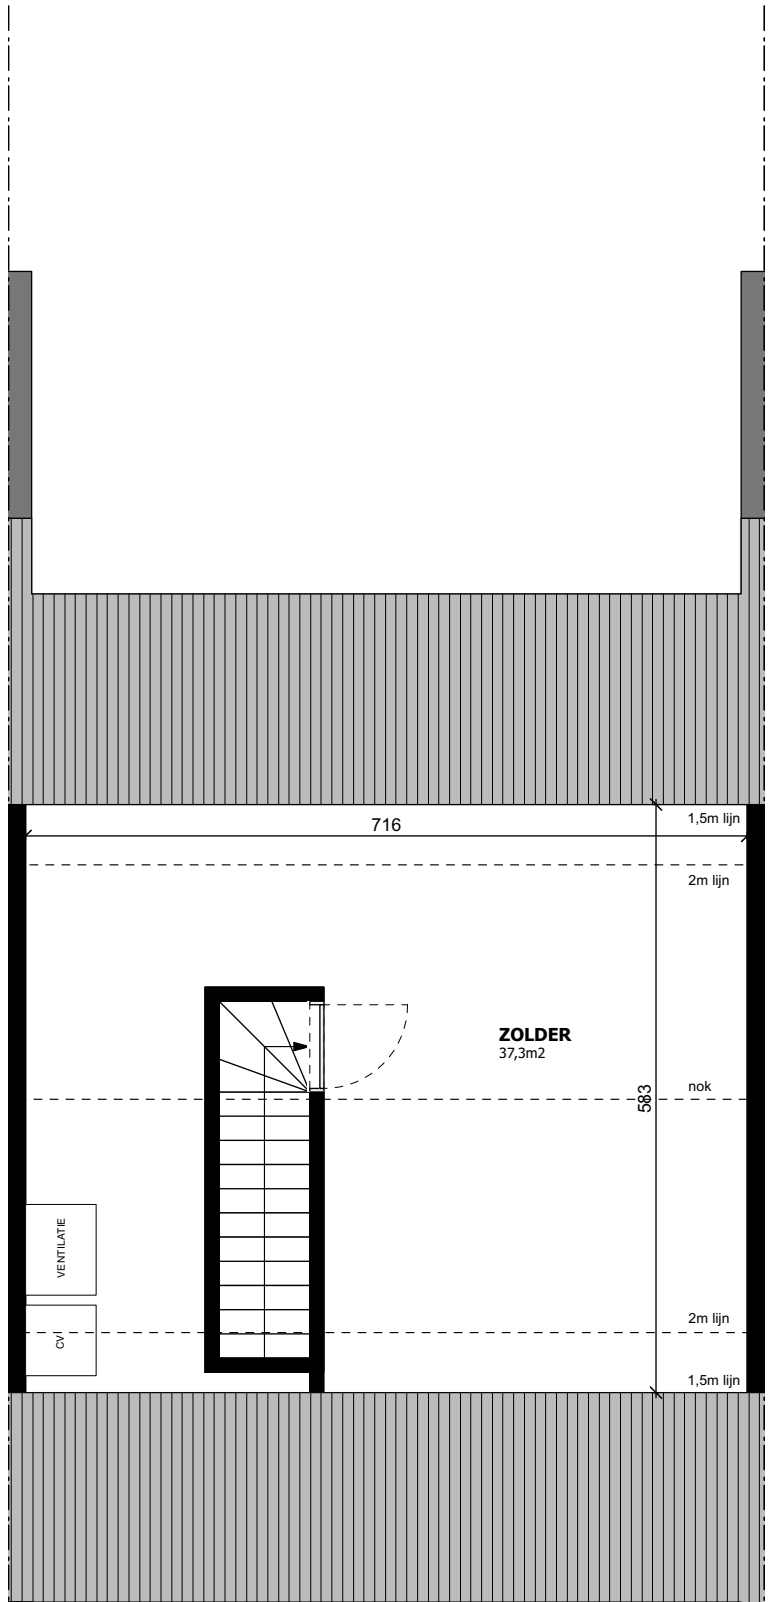 1,5m lijn
716
2m lijn
ZOLDER
37,3m2
nok
583
VENTILATIE
2m lijn
CV
1,5m lijn